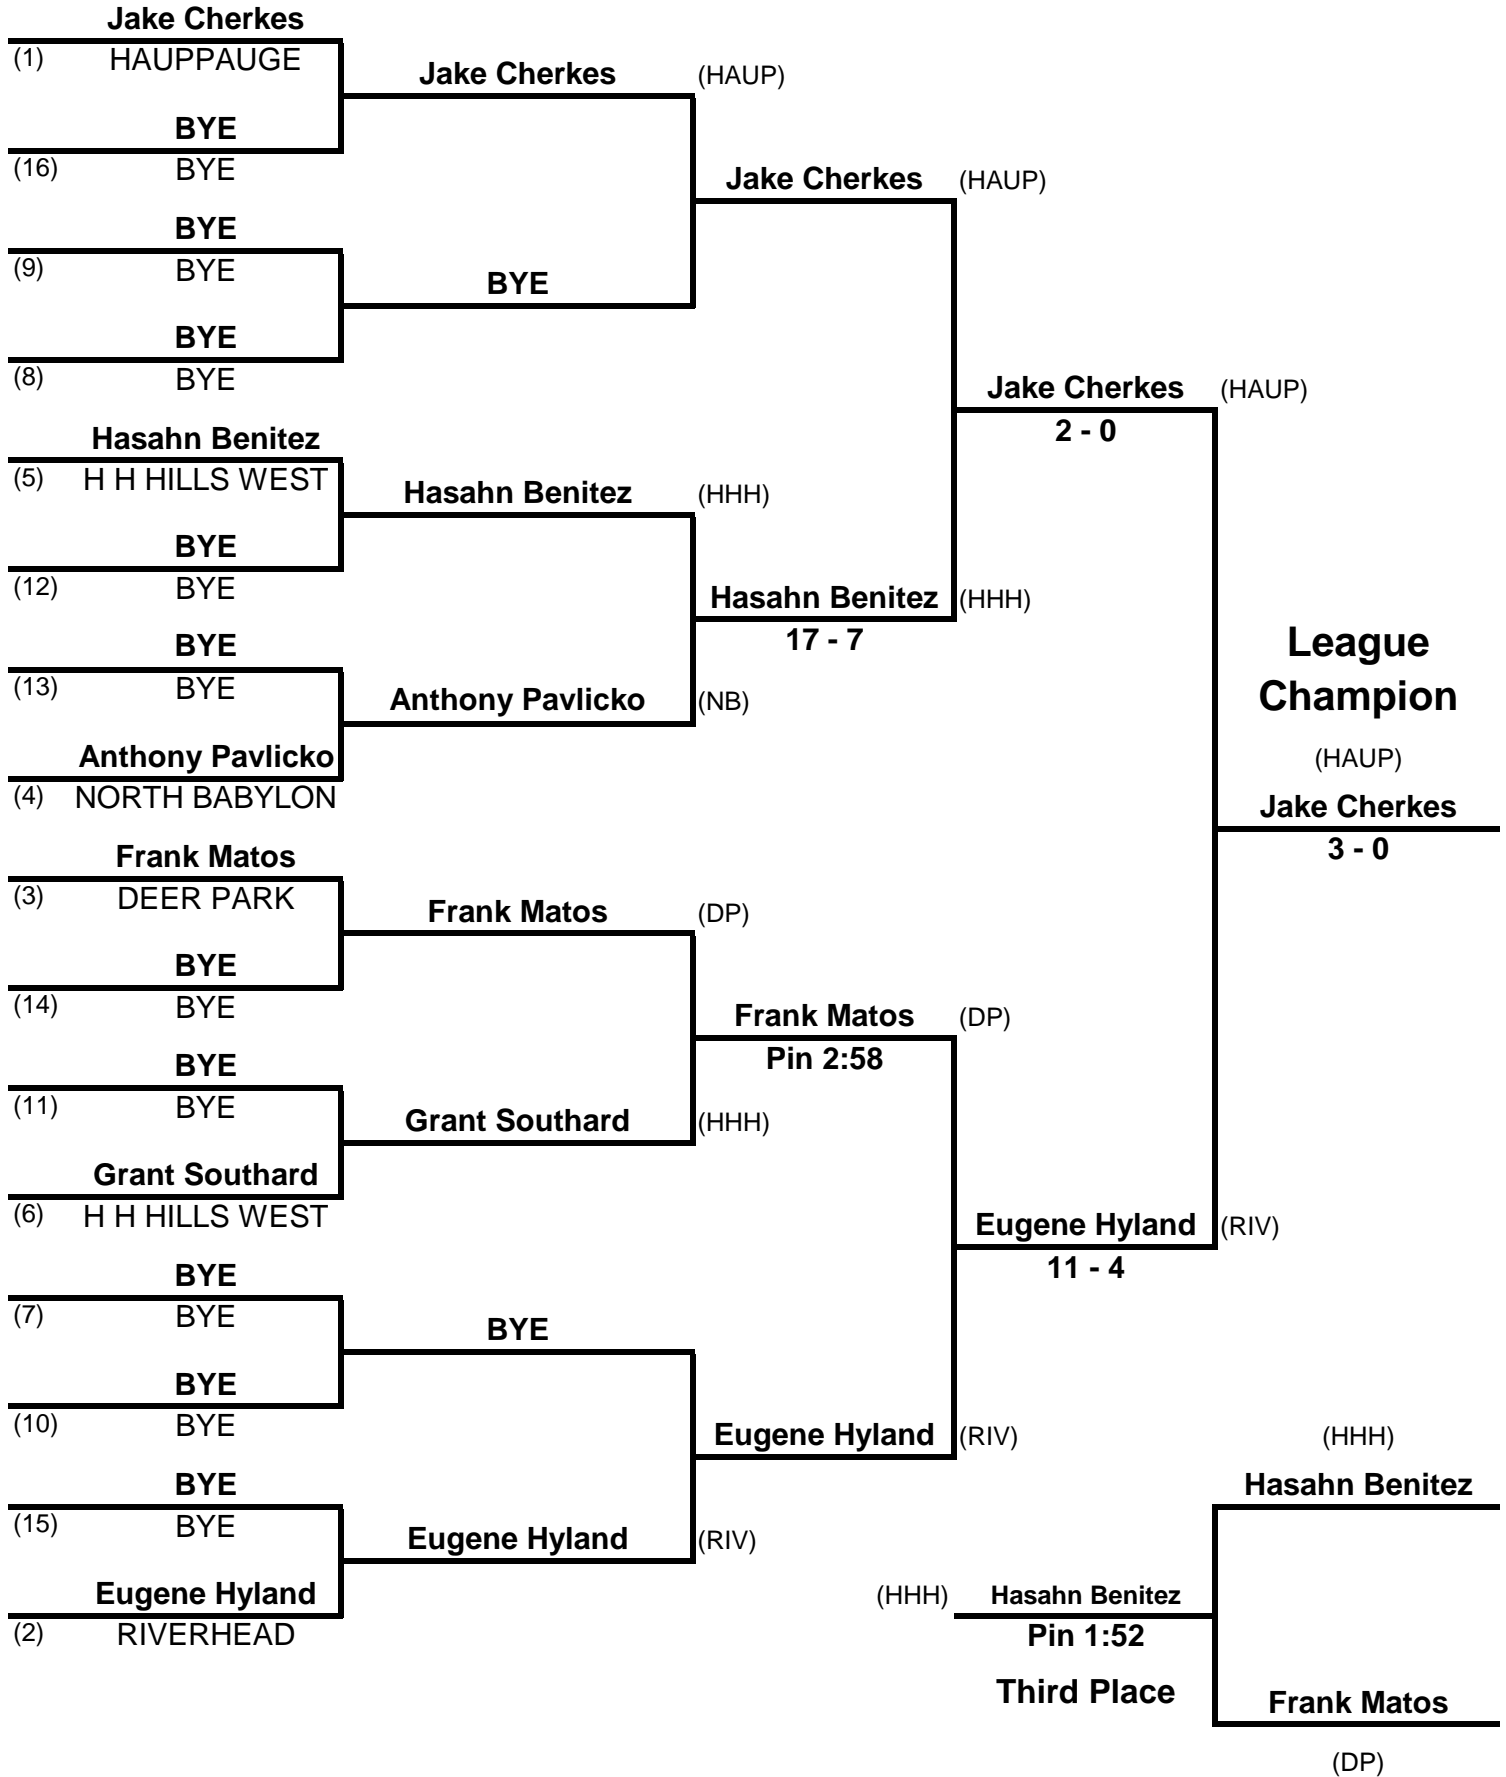 Jake Cherkes
(1) HAUPPAUGE
BYE
(16) BYE
BYE
(9) BYE
BYE
(8) BYE
Hasahn Benitez
(5) H H HILLS WEST
BYE
(12) BYE
BYE
(13) BYE
Anthony Pavlicko
(4) NORTH BABYLON
Frank Matos
(3) DEER PARK
BYE
(14) BYE
BYE
(11) BYE
Grant Southard
(6) H H HILLS WEST
BYE
(7) BYE
BYE
(10) BYE
BYE
(15) BYE
Eugene Hyland
(2) RIVERHEAD
Jake Cherkes (HAUP)
BYE
Hasahn Benitez (HHH)
Anthony Pavlicko (NB)
Frank Matos (DP)
Grant Southard (HHH)
BYE
Eugene Hyland (RIV)
Jake Cherkes (HAUP)
Hasahn Benitez (HHH)
17 - 7
Frank Matos (DP)
Pin 2:58
Eugene Hyland (RIV)
Jake Cherkes (HAUP)
2 - 0
Eugene Hyland (RIV)
11 - 4
League
Champion
(HAUP)
Jake Cherkes
3 - 0
(HHH)
Hasahn Benitez
(HHH) Hasahn Benitez
Pin 1:52
Third Place
Frank Matos
(DP)